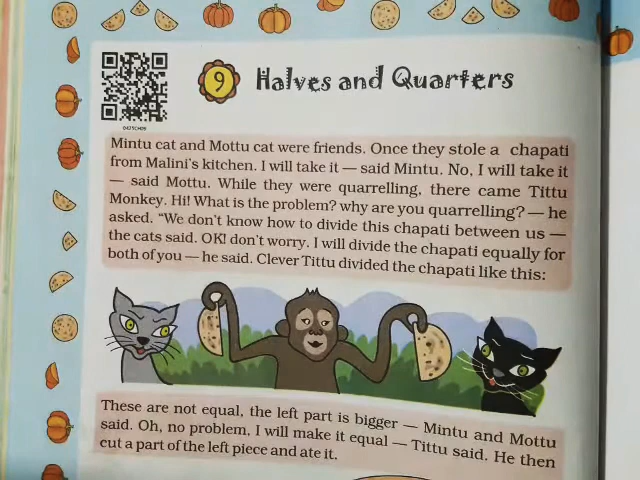 9 Halves and Quarters
0425CH09
Mintu cat and Mottu cat were friends. Once they stole a chapati
from Malini's kitchen. I will take it — said Mintu. No, I will take it
— said Mottu. While they were quarrelling, there came Tittu
Monkey. Hi! What is the problem? why are you quarrelling? — he
asked. "We don't know how to divide this chapati between us —
the cats said. OK! don't worry. I will divide the chapati equally for
both of you — he said. Clever Tittu divided the chapati like this:
These are not equal, the left part is bigger — Mintu and Mottu
said. Oh, no problem, I will make it equal — Tittu said. He then
cut a part of the left piece and ate it.